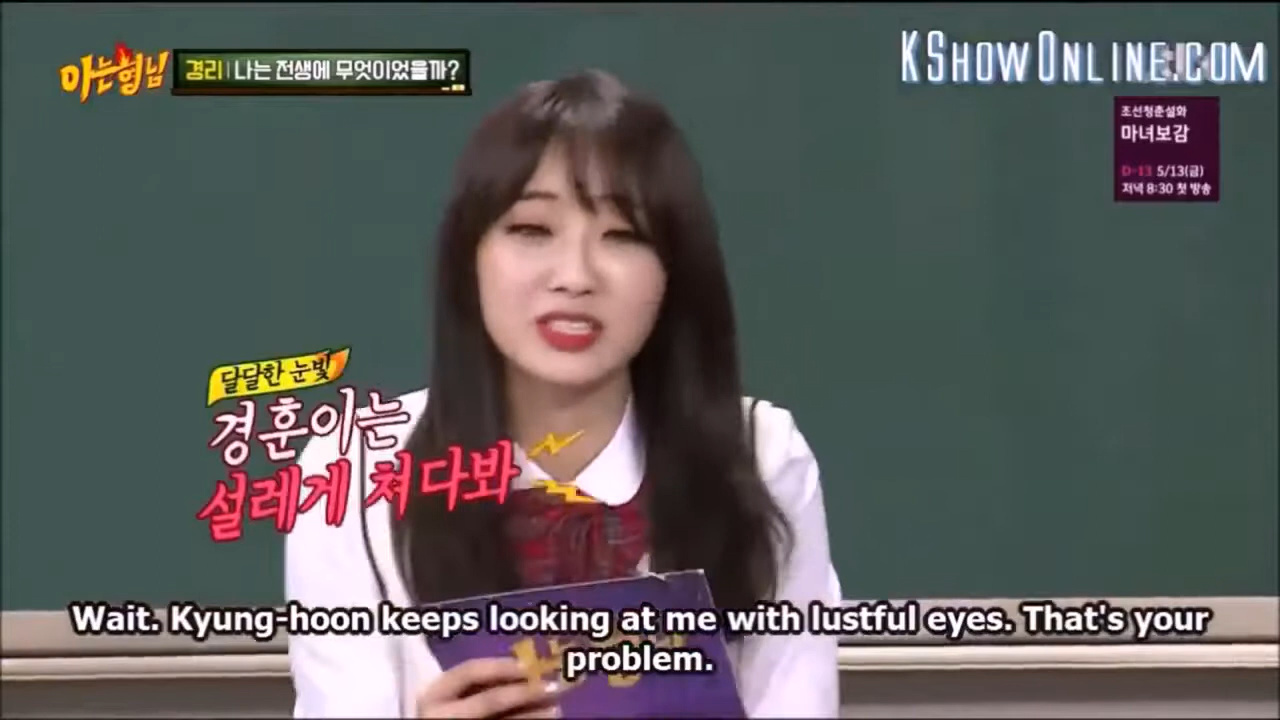 아는형님
경리 | 나는 전생에 무엇이었을까?
KSHOWONLINE.COM
조선청춘설화
마녀보감
D-13 5/13(금)
저녁 8:30 첫 방송
달달한 눈빛
경훈이는
설레게 쳐다봐
Wait. Kyung-hoon keeps looking at me with lustful eyes. That's your
problem.